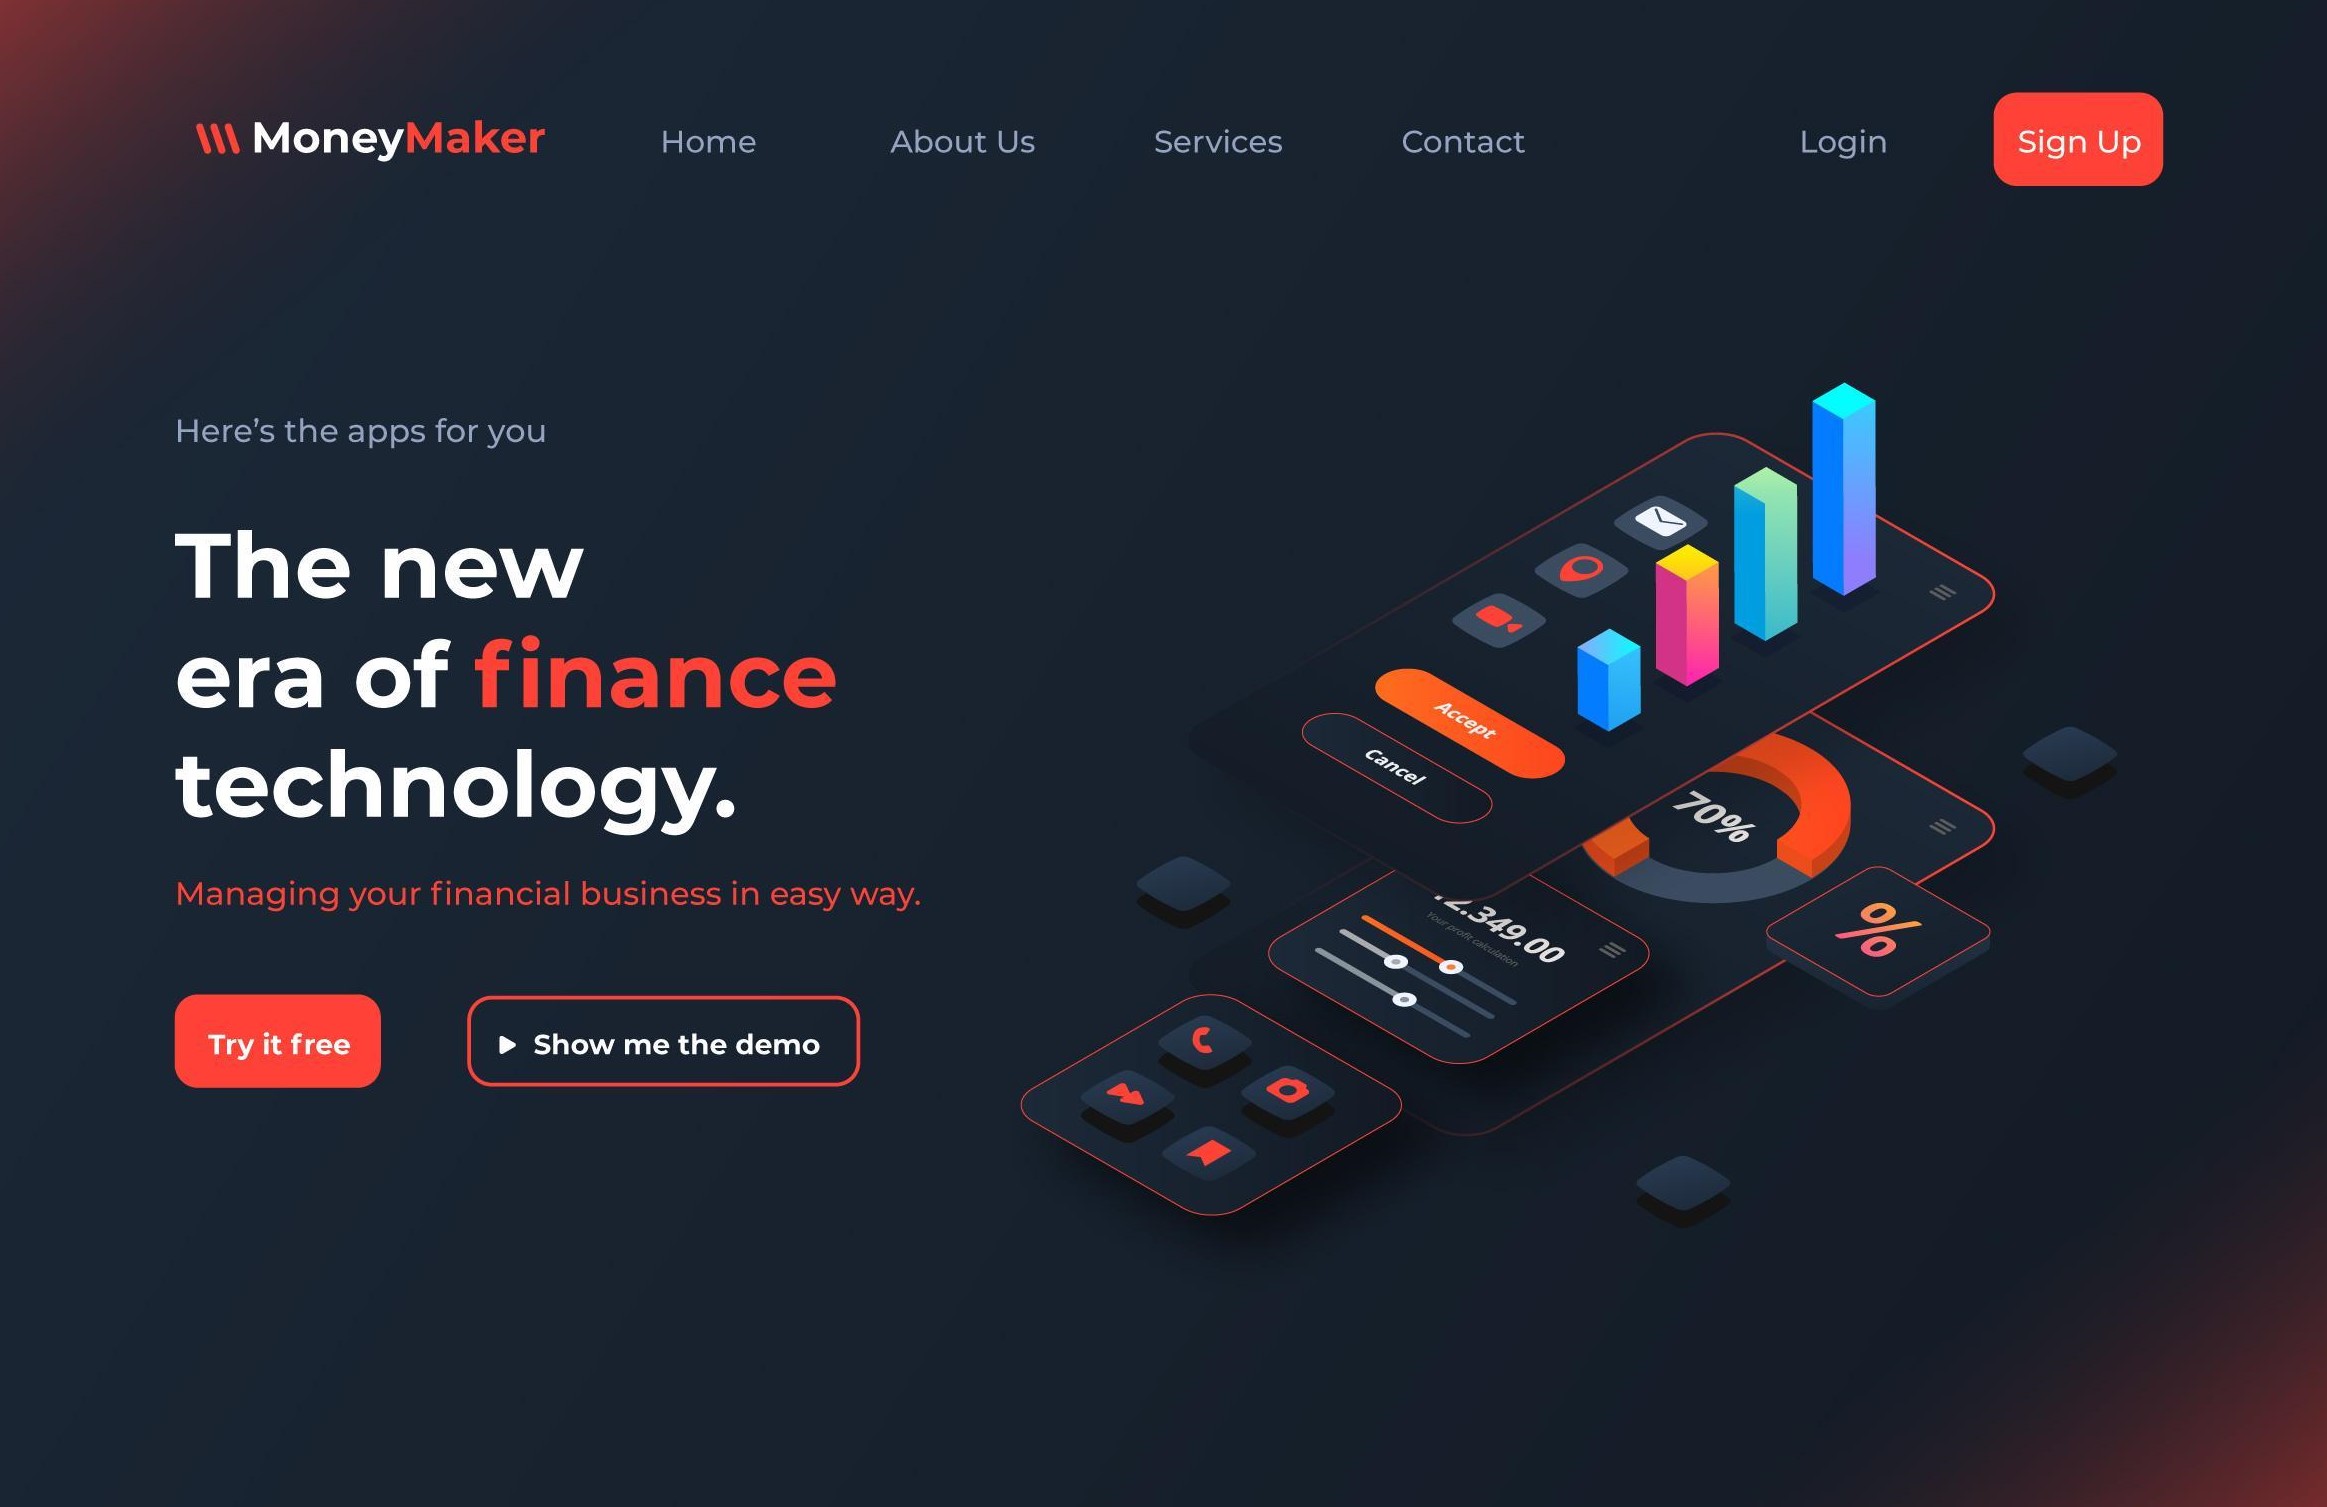 MoneyMaker
Home
About Us
Services
Contact
Login
Sign Up
Here’s the apps for you
The new
era of finance
technology.
Managing your financial business in easy way.
Try it free
Show me the demo
Accept
Cancel
70%
2.349.00
Your profit calculation
%